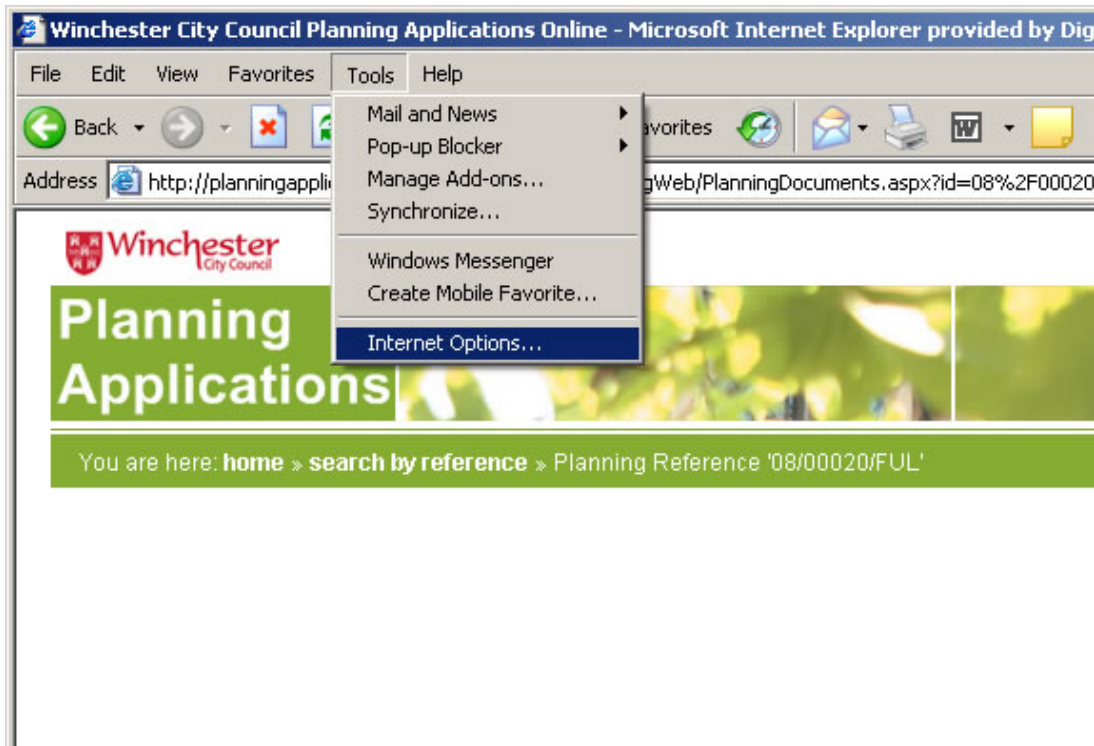 Winchester City Council Planning Applications Online - Microsoft Internet Explorer provided by Dig
File Edit View Favorites Tools Help
Back avorites
Mail and News
Pop-up Blocker
Manage Add-ons...
Synchronize...
Windows Messenger
Create Mobile Favorite...
Internet Options...
Address http://planningappli gWeb/PlanningDocuments.aspx?id=08%2F00020
Winchester
City Council
Planning
Applications
You are here: home » search by reference » Planning Reference '08/00020/FUL'